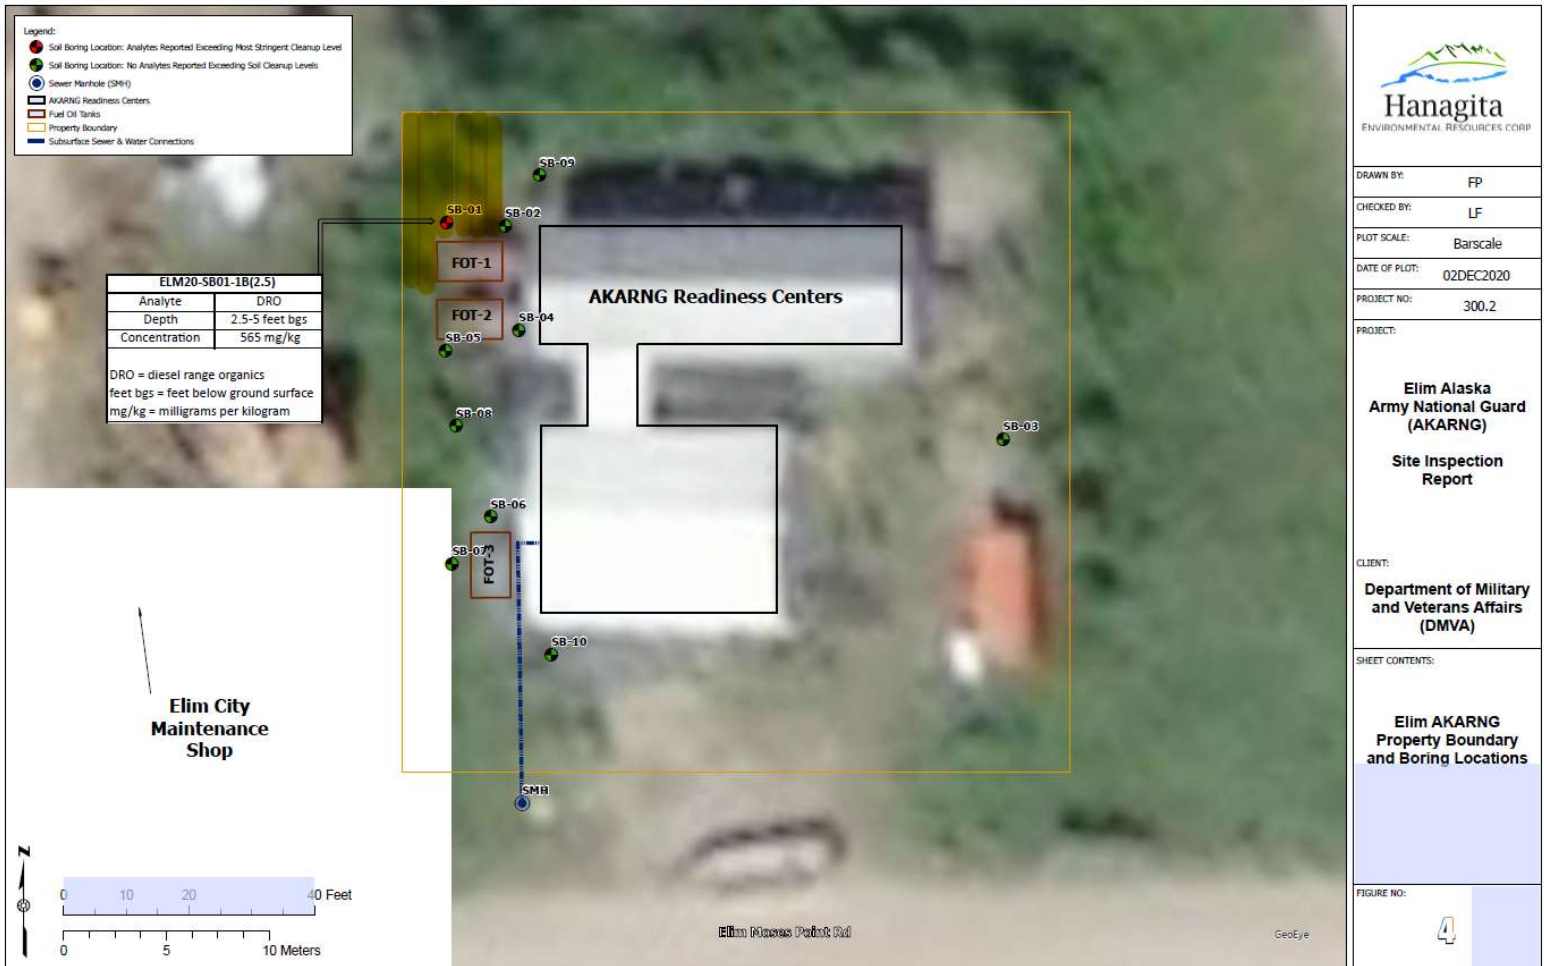 Legend:
Soil Boring Location: Analytes Reported Exceeding Most Stringent Cleanup Level
Soil Boring Location: No Analytes Reported Exceeding Soil Cleanup Levels
Sewer Manhole (SMH)
AKARNG Readiness Centers
Fuel Oil Tanks
Property Boundary
Subsurface Sewer & Water Connections
SB-09
SB-01
SB-02
FOT-1
ELM20-SB01-1B(2.5)
Analyte DRO
Depth 2.5-5 feet bgs
Concentration 565 mg/kg
DRO = diesel range organics
feet bgs = feet below ground surface
mg/kg = milligrams per kilogram
AKARNG Readiness Centers
FOT-2
SB-04
SB-05
SB-08
SB-03
SB-06
SB-07
FOT-3
SB-10
Elim City
Maintenance
Shop
SMH
N
0 10 20 40 Feet
0 5 10 Meters
Elim Moses Point Rd
GeoEye
Hanagita
ENVIRONMENTAL RESOURCES CORP
DRAWN BY: FP
CHECKED BY: LF
PLOT SCALE: Barscale
DATE OF PLOT: 02DEC2020
PROJECT NO: 300.2
PROJECT:
Elim Alaska
Army National Guard
(AKARNG)
Site Inspection
Report
CLIENT:
Department of Military
and Veterans Affairs
(DMVA)
SHEET CONTENTS:
Elim AKARNG
Property Boundary
and Boring Locations
FIGURE NO:
4